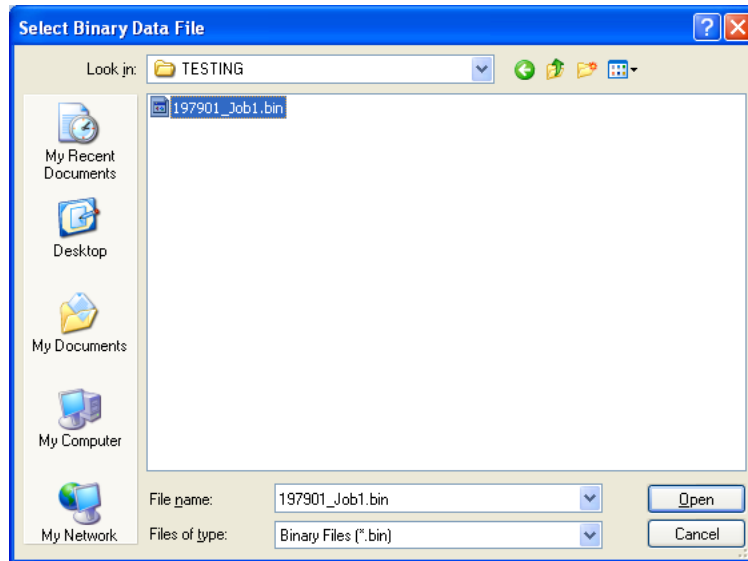 Select Binary Data File
Look in:
TESTING
197901_Job1.bin
My Recent
Documents
Desktop
My Documents
My Computer
My Network
File name:
197901_Job1.bin
Open
Files of type:
Binary Files (*.bin)
Cancel